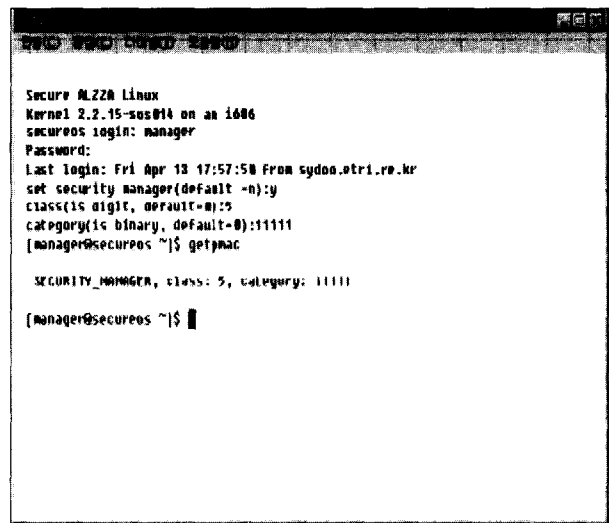 Secure ALZZA Linux
Kernel 2.2.15-sos014 on an i686
secureos login: manager
Password:
Last login: Fri Apr 13 17:57:58 from sydoo.etri.re.kr
set security manager(default =n):y
class(is digit, default=0):5
category(is binary, default=0):11111
[manager@secureos ~]$ getpmac
SECURITY_MANAGER, class: 5, category: 11111
[manager@secureos ~]$